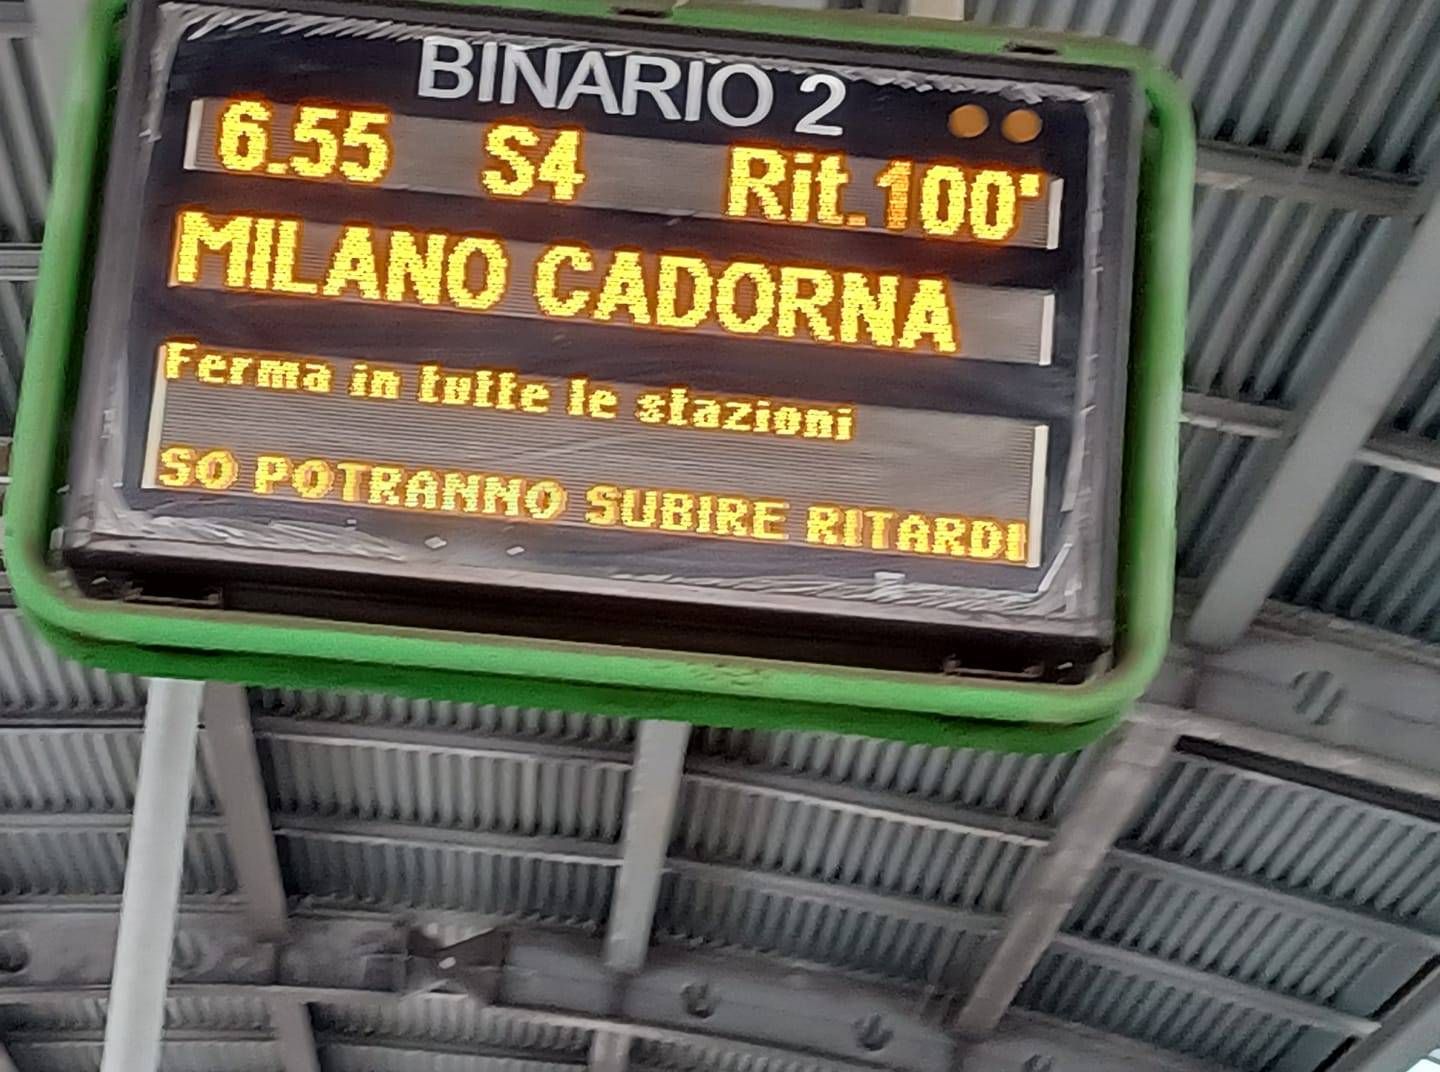 BINARIO 2
6.55 S4 Rit.100'
MILANO CADORNA
Ferma in tutte le stazioni
SO POTRANNO SUBIRE RITARDI